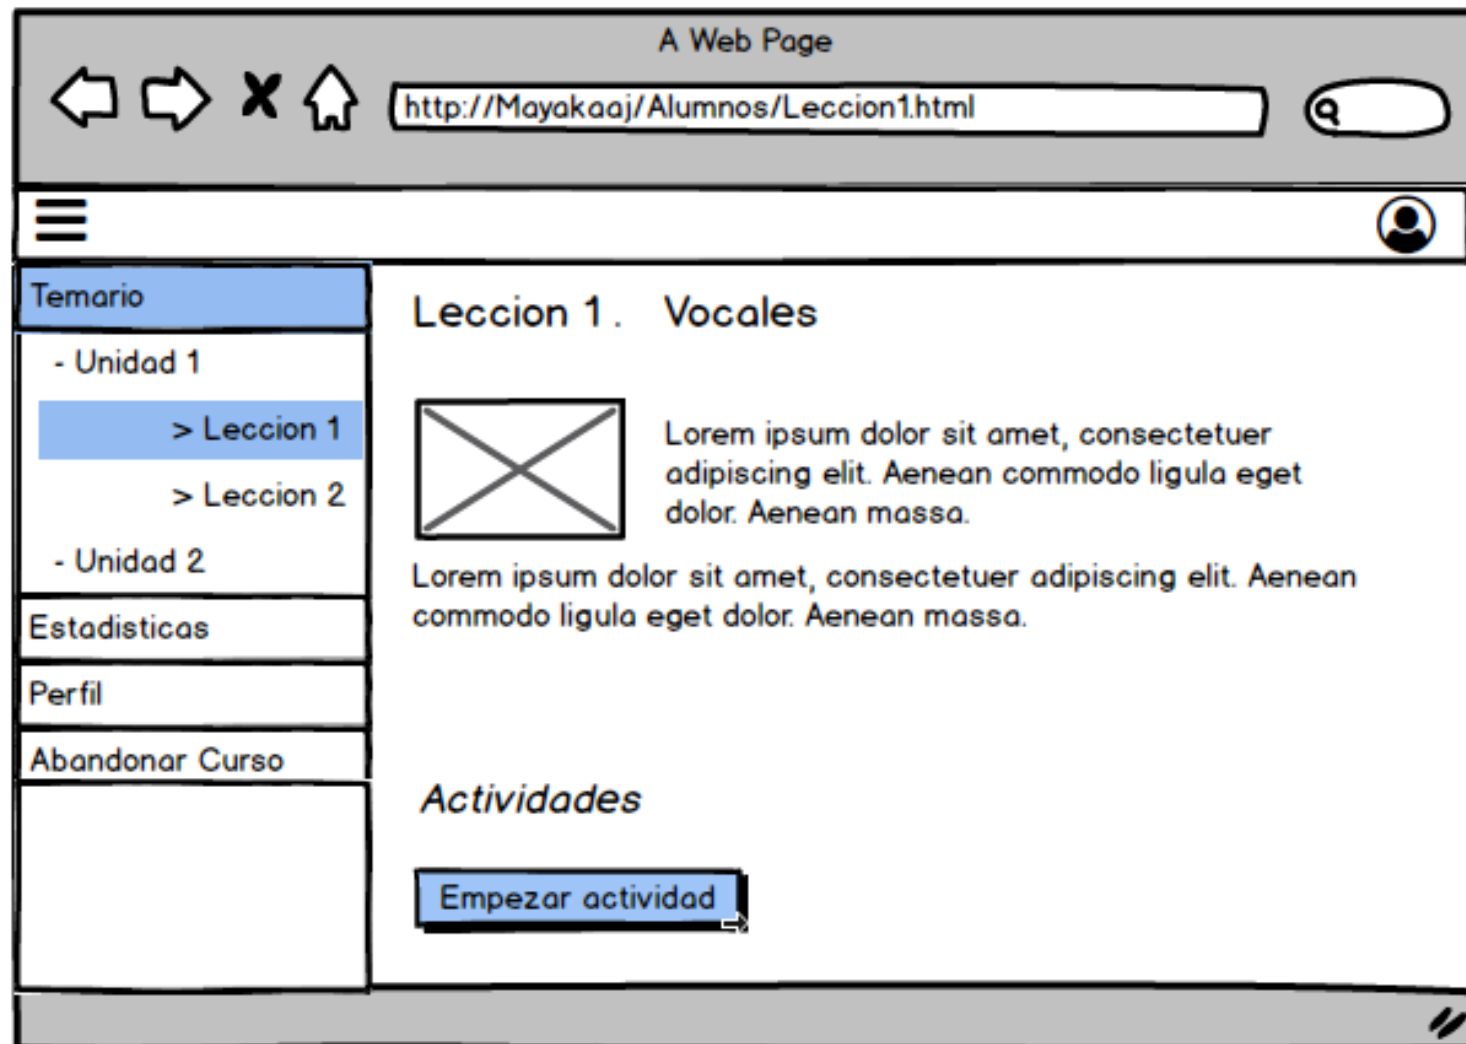 A Web Page
http://Mayakaaj/Alumnos/Leccion1.html
Temario
- Unidad 1
> Leccion 1
> Leccion 2
- Unidad 2
Estadisticas
Perfil
Abandonar Curso
Leccion 1. Vocales
Lorem ipsum dolor sit amet, consectetuer
adipiscing elit. Aenean commodo ligula eget
dolor. Aenean massa.
Lorem ipsum dolor sit amet, consectetuer adipiscing elit. Aenean
commodo ligula eget dolor. Aenean massa.
Actividades
Empezar actividad